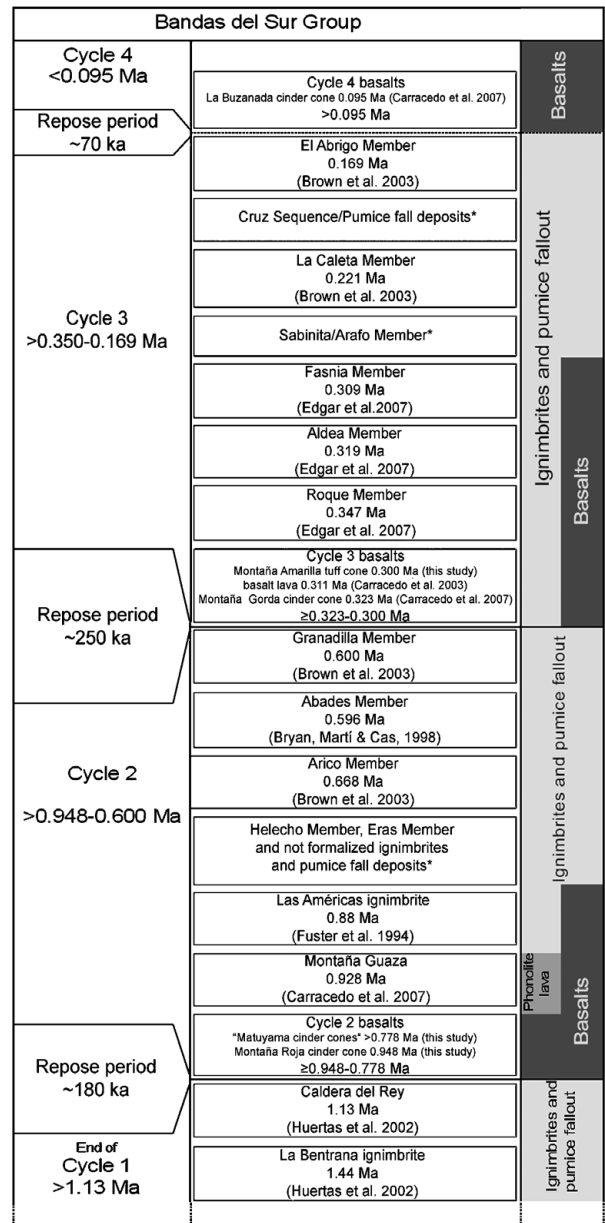 Bandas del Sur Group
Cycle 4
<0.095 Ma
Repose period
~70 ka
Cycle 3
>0.350-0.169 Ma
Repose period
~250 ka
Cycle 2
>0.948-0.600 Ma
Repose period
~180 ka
End of
Cycle 1
>1.13 Ma
Cycle 4 basalts
La Buzanada cinder cone 0.095 Ma (Carracedo et al. 2007)
>0.095 Ma
El Abrigo Member
0.169 Ma
(Brown et al. 2003)
Cruz Sequence/Pumice fall deposits*
La Caleta Member
0.221 Ma
(Brown et al. 2003)
Sabinita/Arafo Member*
Fasnia Member
0.309 Ma
(Edgar et al.2007)
Aldea Member
0.319 Ma
(Edgar et al. 2007)
Roque Member
0.347 Ma
(Edgar et al. 2007)
Cycle 3 basalts
Montaña Amarilla tuff cone 0.300 Ma (this study)
basalt lava 0.311 Ma (Carracedo et al. 2003)
Montaña Gorda cinder cone 0.323 Ma (Carracedo et al. 2007)
≥0.323-0.300 Ma
Granadilla Member
0.600 Ma
(Brown et al. 2003)
Abades Member
0.596 Ma
(Bryan, Martí & Cas, 1998)
Arico Member
0.668 Ma
(Brown et al. 2003)
Helecho Member, Eras Member
and not formalized ignimbrites
and pumice fall deposits*
Las Américas ignimbrite
0.88 Ma
(Fuster et al. 1994)
Montaña Guaza
0.928 Ma
(Carracedo et al. 2007)
Cycle 2 basalts
"Matuyama cinder cones" >0.778 Ma (this study)
Montaña Roja cinder cone 0.948 Ma (this study)
≥0.948-0.778 Ma
Caldera del Rey
1.13 Ma
(Huertas et al. 2002)
La Bentrana ignimbrite
1.44 Ma
(Huertas et al. 2002)
Basalts
Ignimbrites and pumice fallout
Basalts
Ignimbrites and pumice fallout
Phonolite
lava
Basalts
Ignimbrites and
pumice fallout